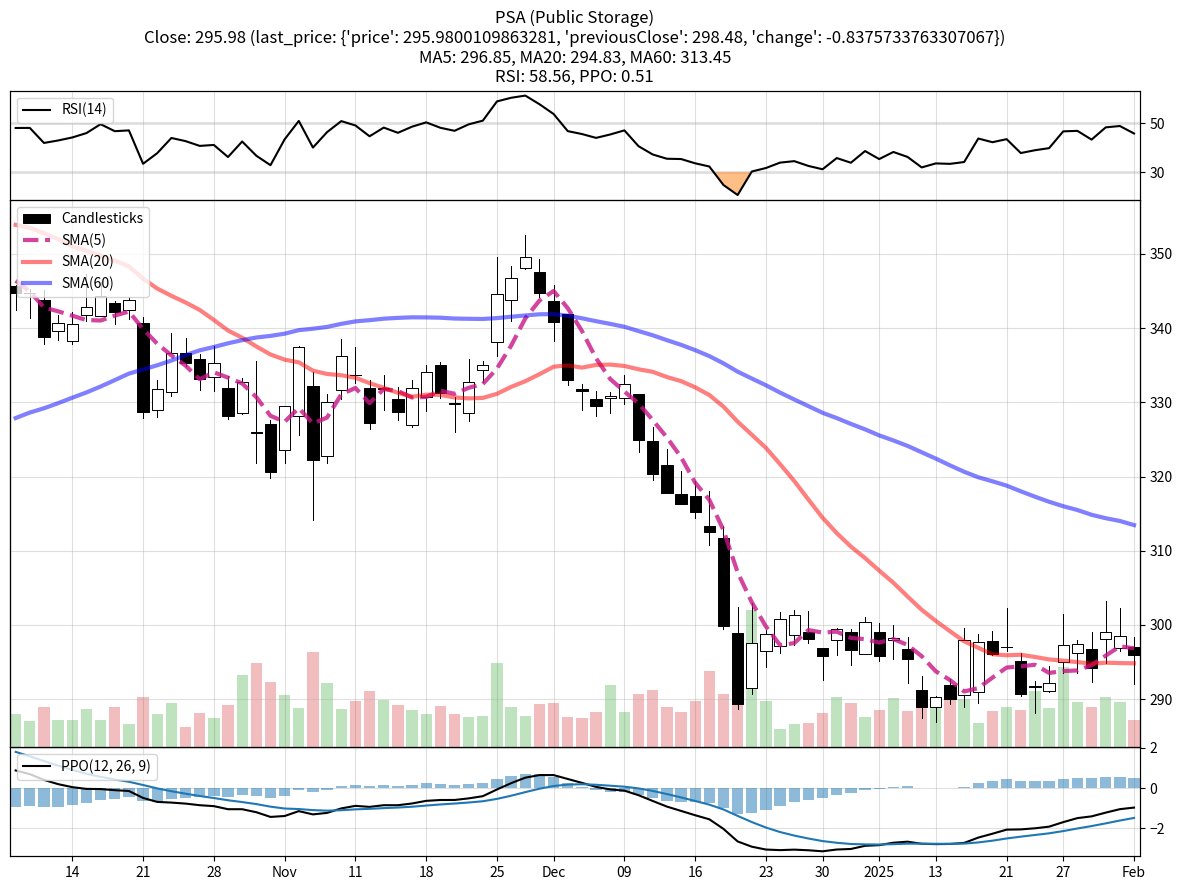 PSA (Public Storage)
Close: 295.98 (last_price: {'price': 295.9800109863281, 'previousClose': 298.48, 'change': -0.8375733763307067})
MA5: 296.85, MA20: 294.83, MA60: 313.45
RSI: 58.56, PPO: 0.51
RSI(14)
50
30
Candlesticks
SMA(5)
SMA(20)
SMA(60)
350
340
330
320
310
300
290
PPO(12, 26, 9)
2
0
−2
14 21 28 Nov 11 18 25 Dec 09 16 23 30 2025 13 21 27 Feb